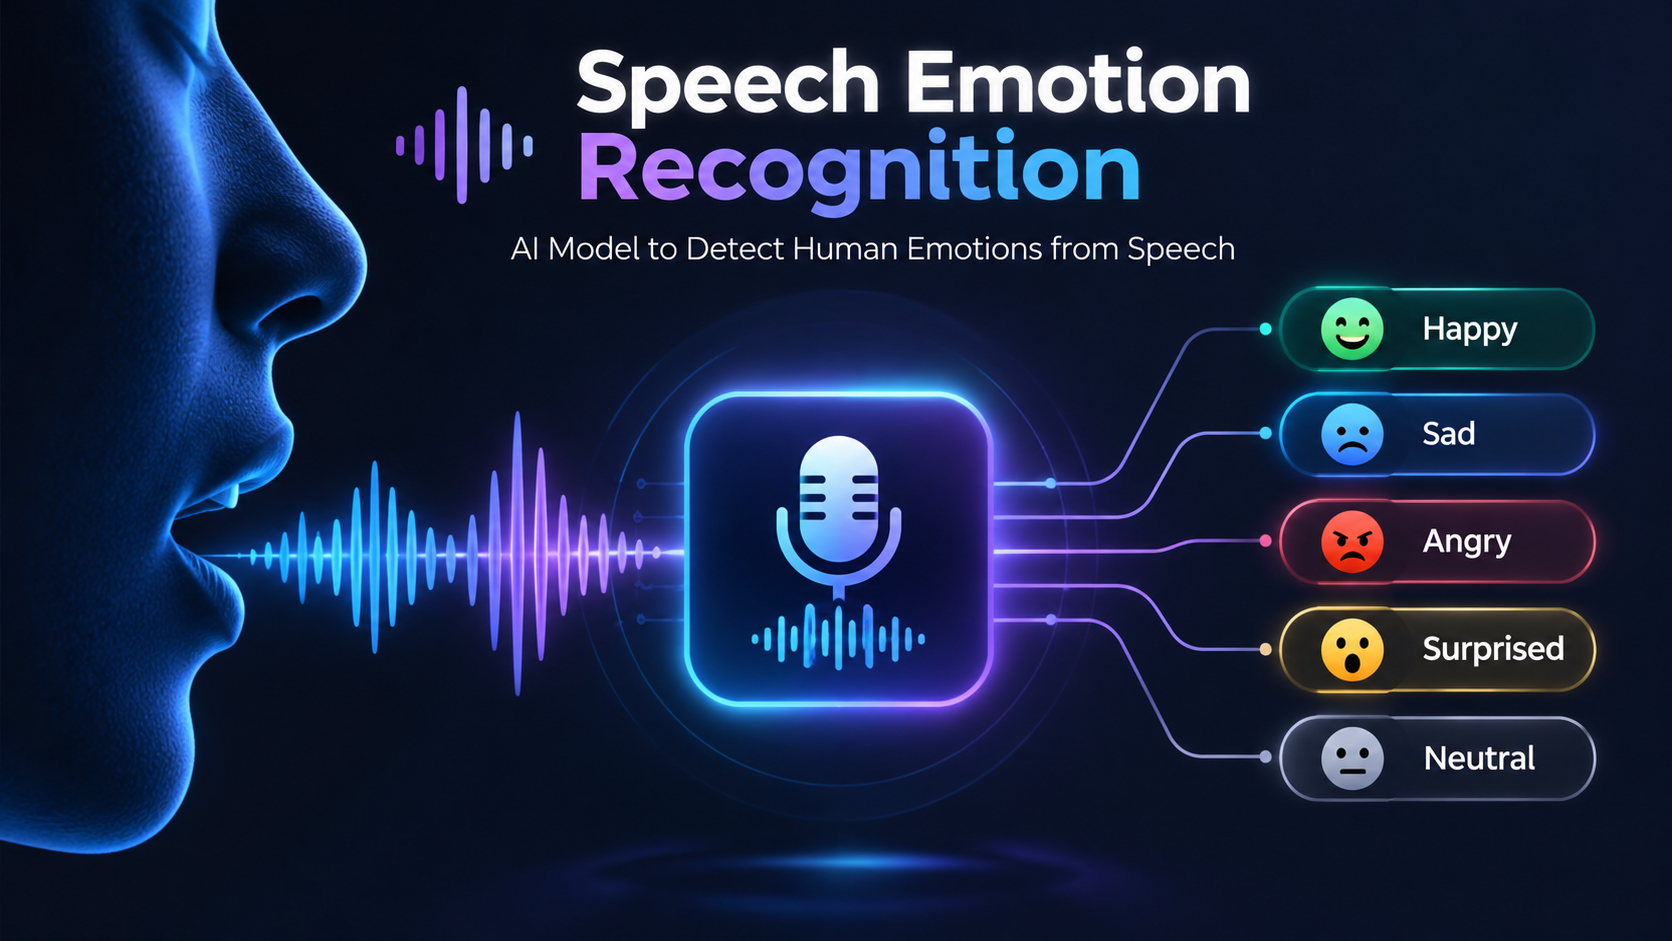 Speech Emotion
Recognition
AI Model to Detect Human Emotions from Speech
Happy
Sad
Angry
Surprised
Neutral